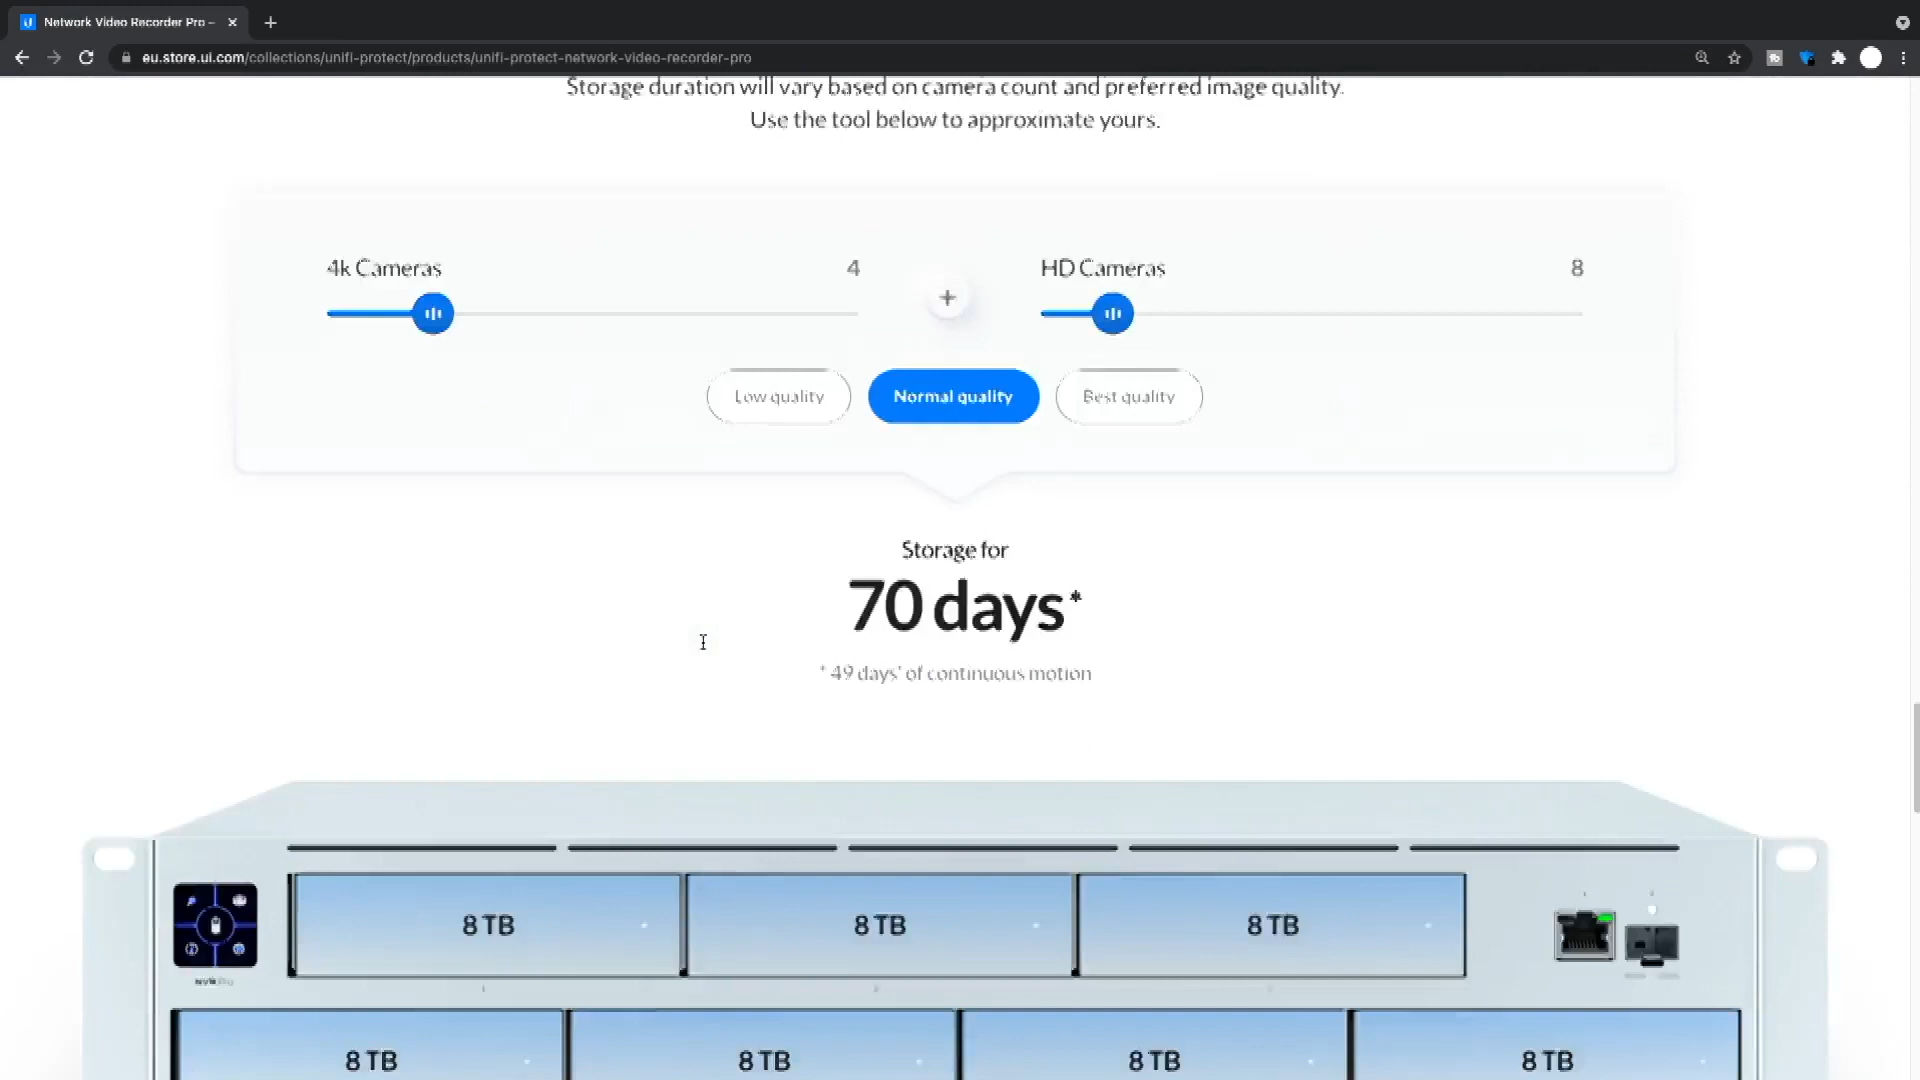 Network Video Recorder Pro –
eu.store.ui.com/collections/unifi-protect/products/unifi-protect-network-video-recorder-pro
Storage duration will vary based on camera count and preferred image quality.
Use the tool below to approximate yours.
4k Cameras 4
HD Cameras 8
Low quality Normal quality Best quality
Storage for
70 days*
* 49 days' of continuous motion
8 TB 8 TB 8 TB
8 TB 8 TB 8 TB 8 TB